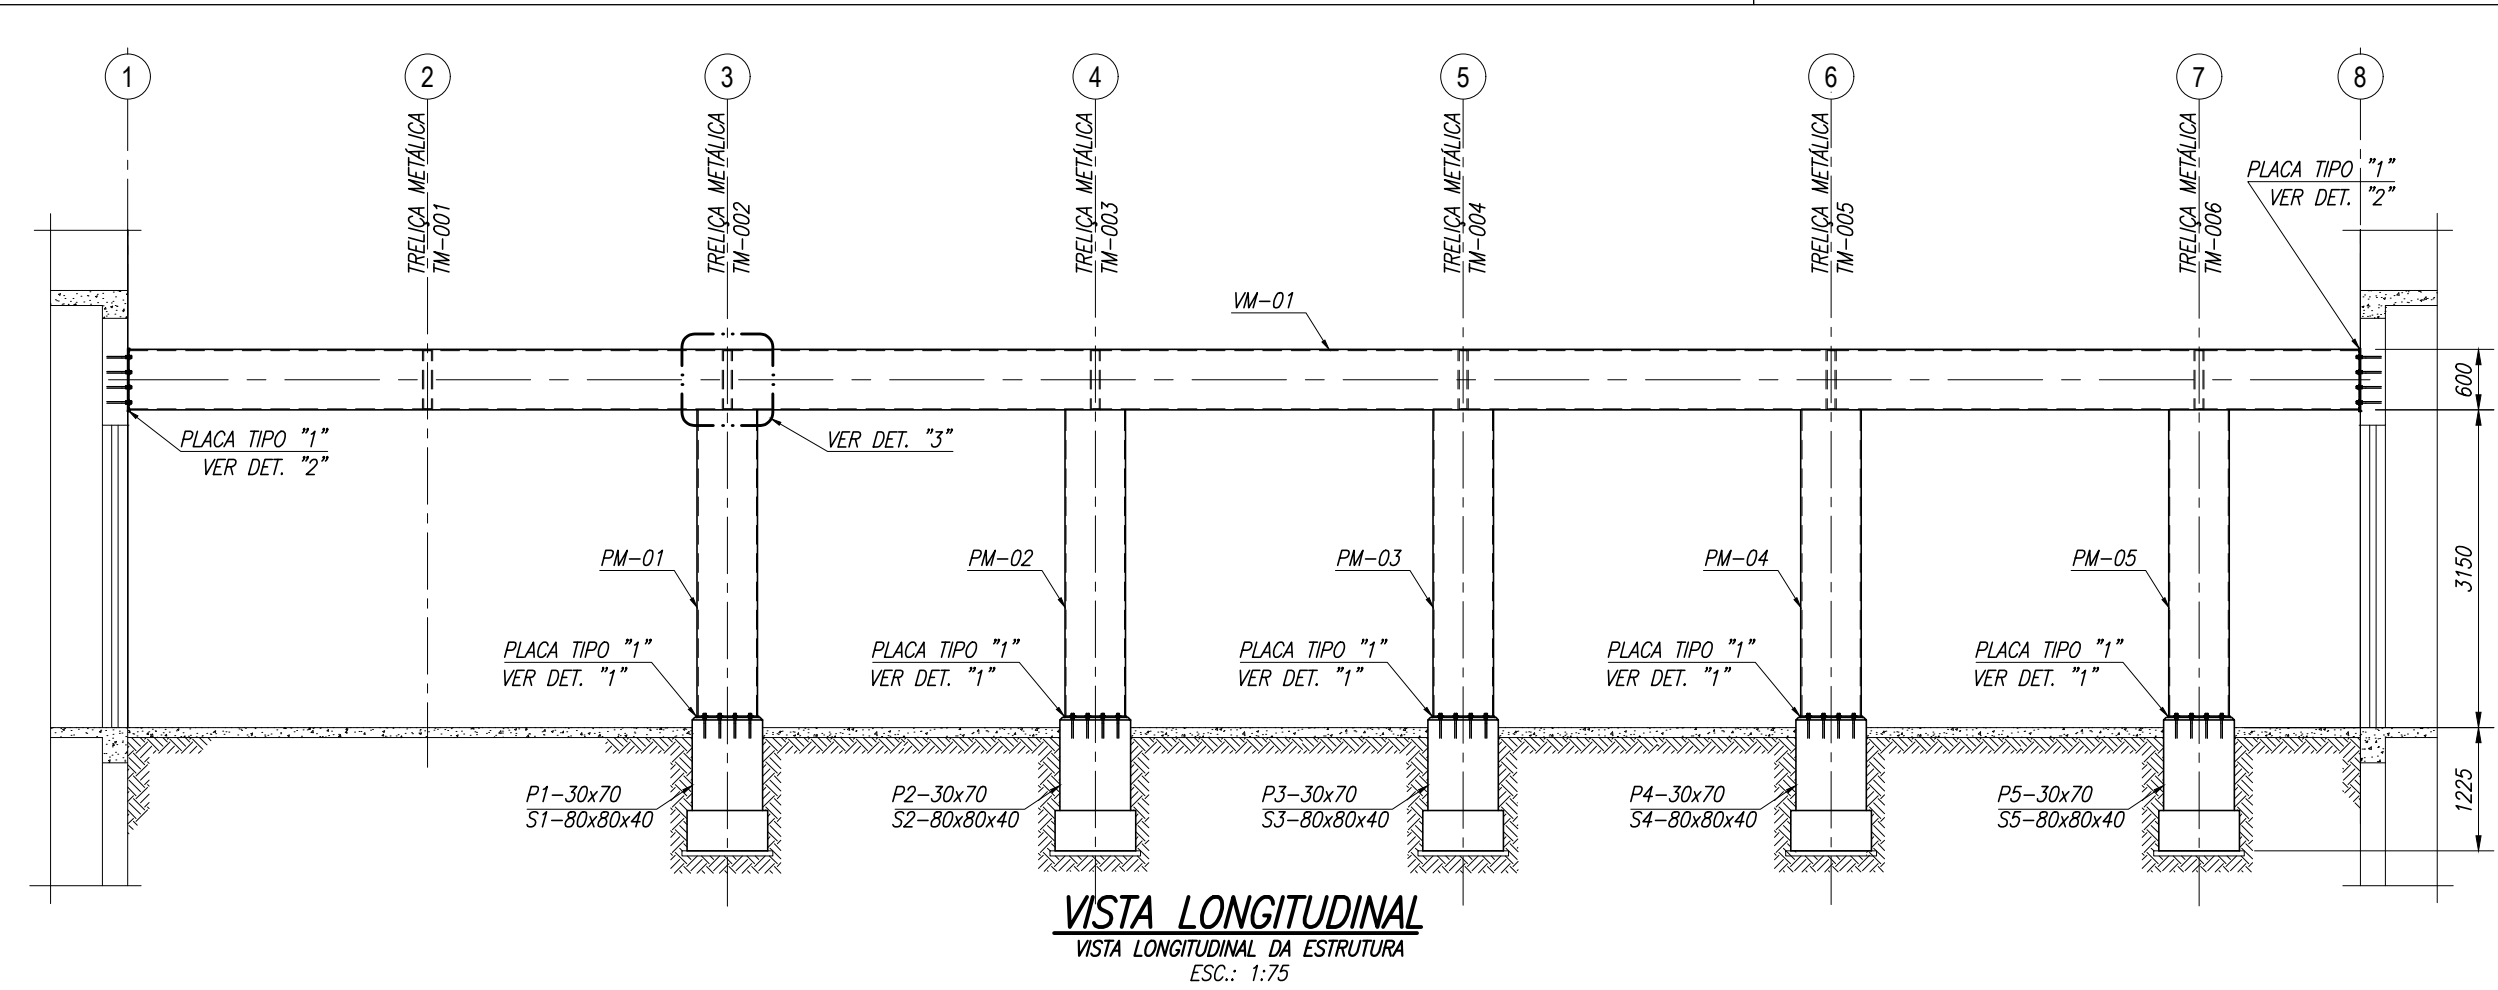 1
2
3
4
5
6
7
8
TRELIÇA METÁLICA
TM-001
TRELIÇA METÁLICA
TM-002
TRELIÇA METÁLICA
TM-003
TRELIÇA METÁLICA
TM-004
TRELIÇA METÁLICA
TM-005
TRELIÇA METÁLICA
TM-006
PLACA TIPO "1"
VER DET. "2"
VM-01
600
PLACA TIPO "1"
VER DET. "2"
VER DET. "3"
PM-01
PM-02
PM-03
PM-04
PM-05
3150
PLACA TIPO "1"
VER DET. "1"
PLACA TIPO "1"
VER DET. "1"
PLACA TIPO "1"
VER DET. "1"
PLACA TIPO "1"
VER DET. "1"
PLACA TIPO "1"
VER DET. "1"
P1-30x70
S1-80x80x40
P2-30x70
S2-80x80x40
P3-30x70
S3-80x80x40
P4-30x70
S4-80x80x40
P5-30x70
S5-80x80x40
1225
VISTA LONGITUDINAL
VISTA LONGITUDINAL DA ESTRUTURA
ESC.: 1:75